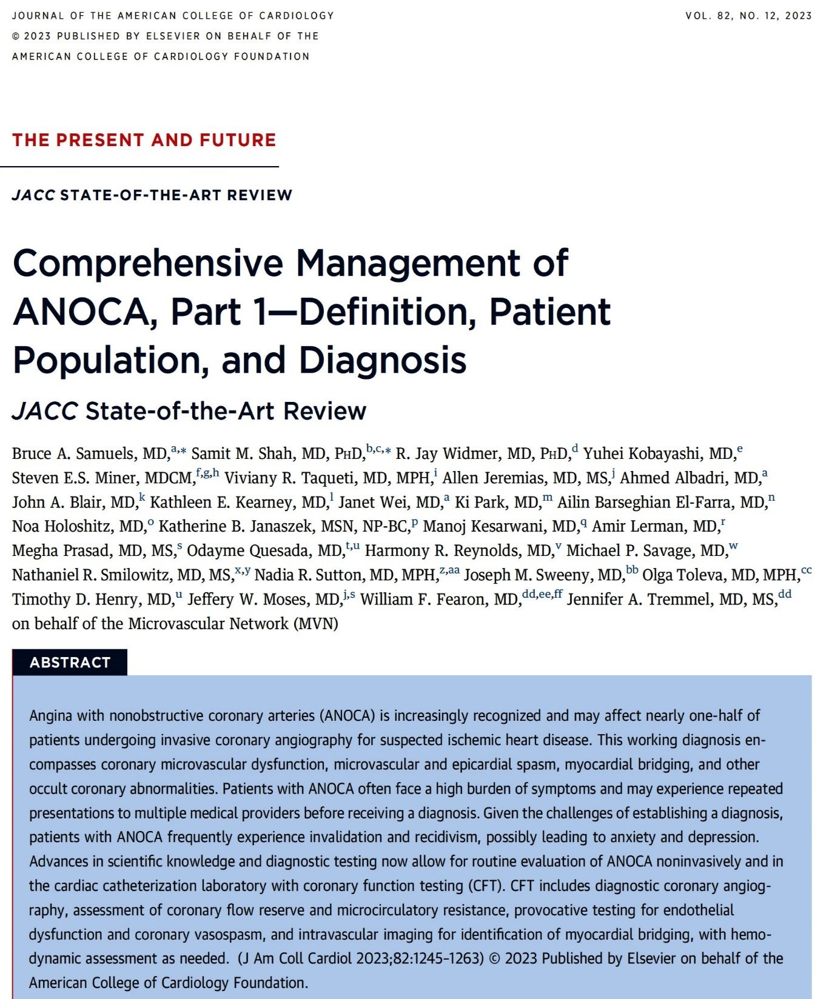 JOURNAL OF THE AMERICAN COLLEGE OF CARDIOLOGY
VOL. 82, NO. 12, 2023
© 2023 PUBLISHED BY ELSEVIER ON BEHALF OF THE
AMERICAN COLLEGE OF CARDIOLOGY FOUNDATION
THE PRESENT AND FUTURE
JACC STATE-OF-THE-ART REVIEW
Comprehensive Management of
ANOCA, Part 1—Definition, Patient
Population, and Diagnosis
JACC State-of-the-Art Review
Bruce A. Samuels, MD,a,* Samit M. Shah, MD, PHD,b,c,* R. Jay Widmer, MD, PHD,d Yuhei Kobayashi, MD,e
Steven E.S. Miner, MDCM,f,g,h Viviany R. Taqueti, MD, MPH,i Allen Jeremias, MD, MS,j Ahmed Albadri, MD,a
John A. Blair, MD,k Kathleen E. Kearney, MD,l Janet Wei, MD,a Ki Park, MD,m Ailin Barseghian El-Farra, MD,n
Noa Holoshitz, MD,o Katherine B. Janaszek, MSN, NP-BC,p Manoj Kesarwani, MD,q Amir Lerman, MD,r
Megha Prasad, MD, MS,s Odayme Quesada, MD,t,u Harmony R. Reynolds, MD,v Michael P. Savage, MD,w
Nathaniel R. Smilowitz, MD, MS,x,y Nadia R. Sutton, MD, MPH,z,aa Joseph M. Sweeny, MD,bb Olga Toleva, MD, MPH,cc
Timothy D. Henry, MD,u Jeffery W. Moses, MD,j,s William F. Fearon, MD,dd,ee,ff Jennifer A. Tremmel, MD, MS,dd
on behalf of the Microvascular Network (MVN)
ABSTRACT
Angina with nonobstructive coronary arteries (ANOCA) is increasingly recognized and may affect nearly one-half of
patients undergoing invasive coronary angiography for suspected ischemic heart disease. This working diagnosis en-
compasses coronary microvascular dysfunction, microvascular and epicardial spasm, myocardial bridging, and other
occult coronary abnormalities. Patients with ANOCA often face a high burden of symptoms and may experience repeated
presentations to multiple medical providers before receiving a diagnosis. Given the challenges of establishing a diagnosis,
patients with ANOCA frequently experience invalidation and recidivism, possibly leading to anxiety and depression.
Advances in scientific knowledge and diagnostic testing now allow for routine evaluation of ANOCA noninvasively and in
the cardiac catheterization laboratory with coronary function testing (CFT). CFT includes diagnostic coronary angiog-
raphy, assessment of coronary flow reserve and microcirculatory resistance, provocative testing for endothelial
dysfunction and coronary vasospasm, and intravascular imaging for identification of myocardial bridging, with hemo-
dynamic assessment as needed. (J Am Coll Cardiol 2023;82:1245–1263) © 2023 Published by Elsevier on behalf of the
American College of Cardiology Foundation.